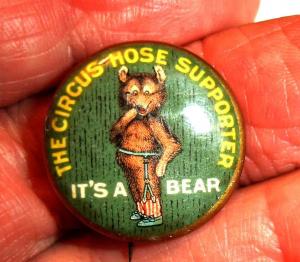 THE CIRCUS HOSE SUPPORTER
IT'S A BEAR